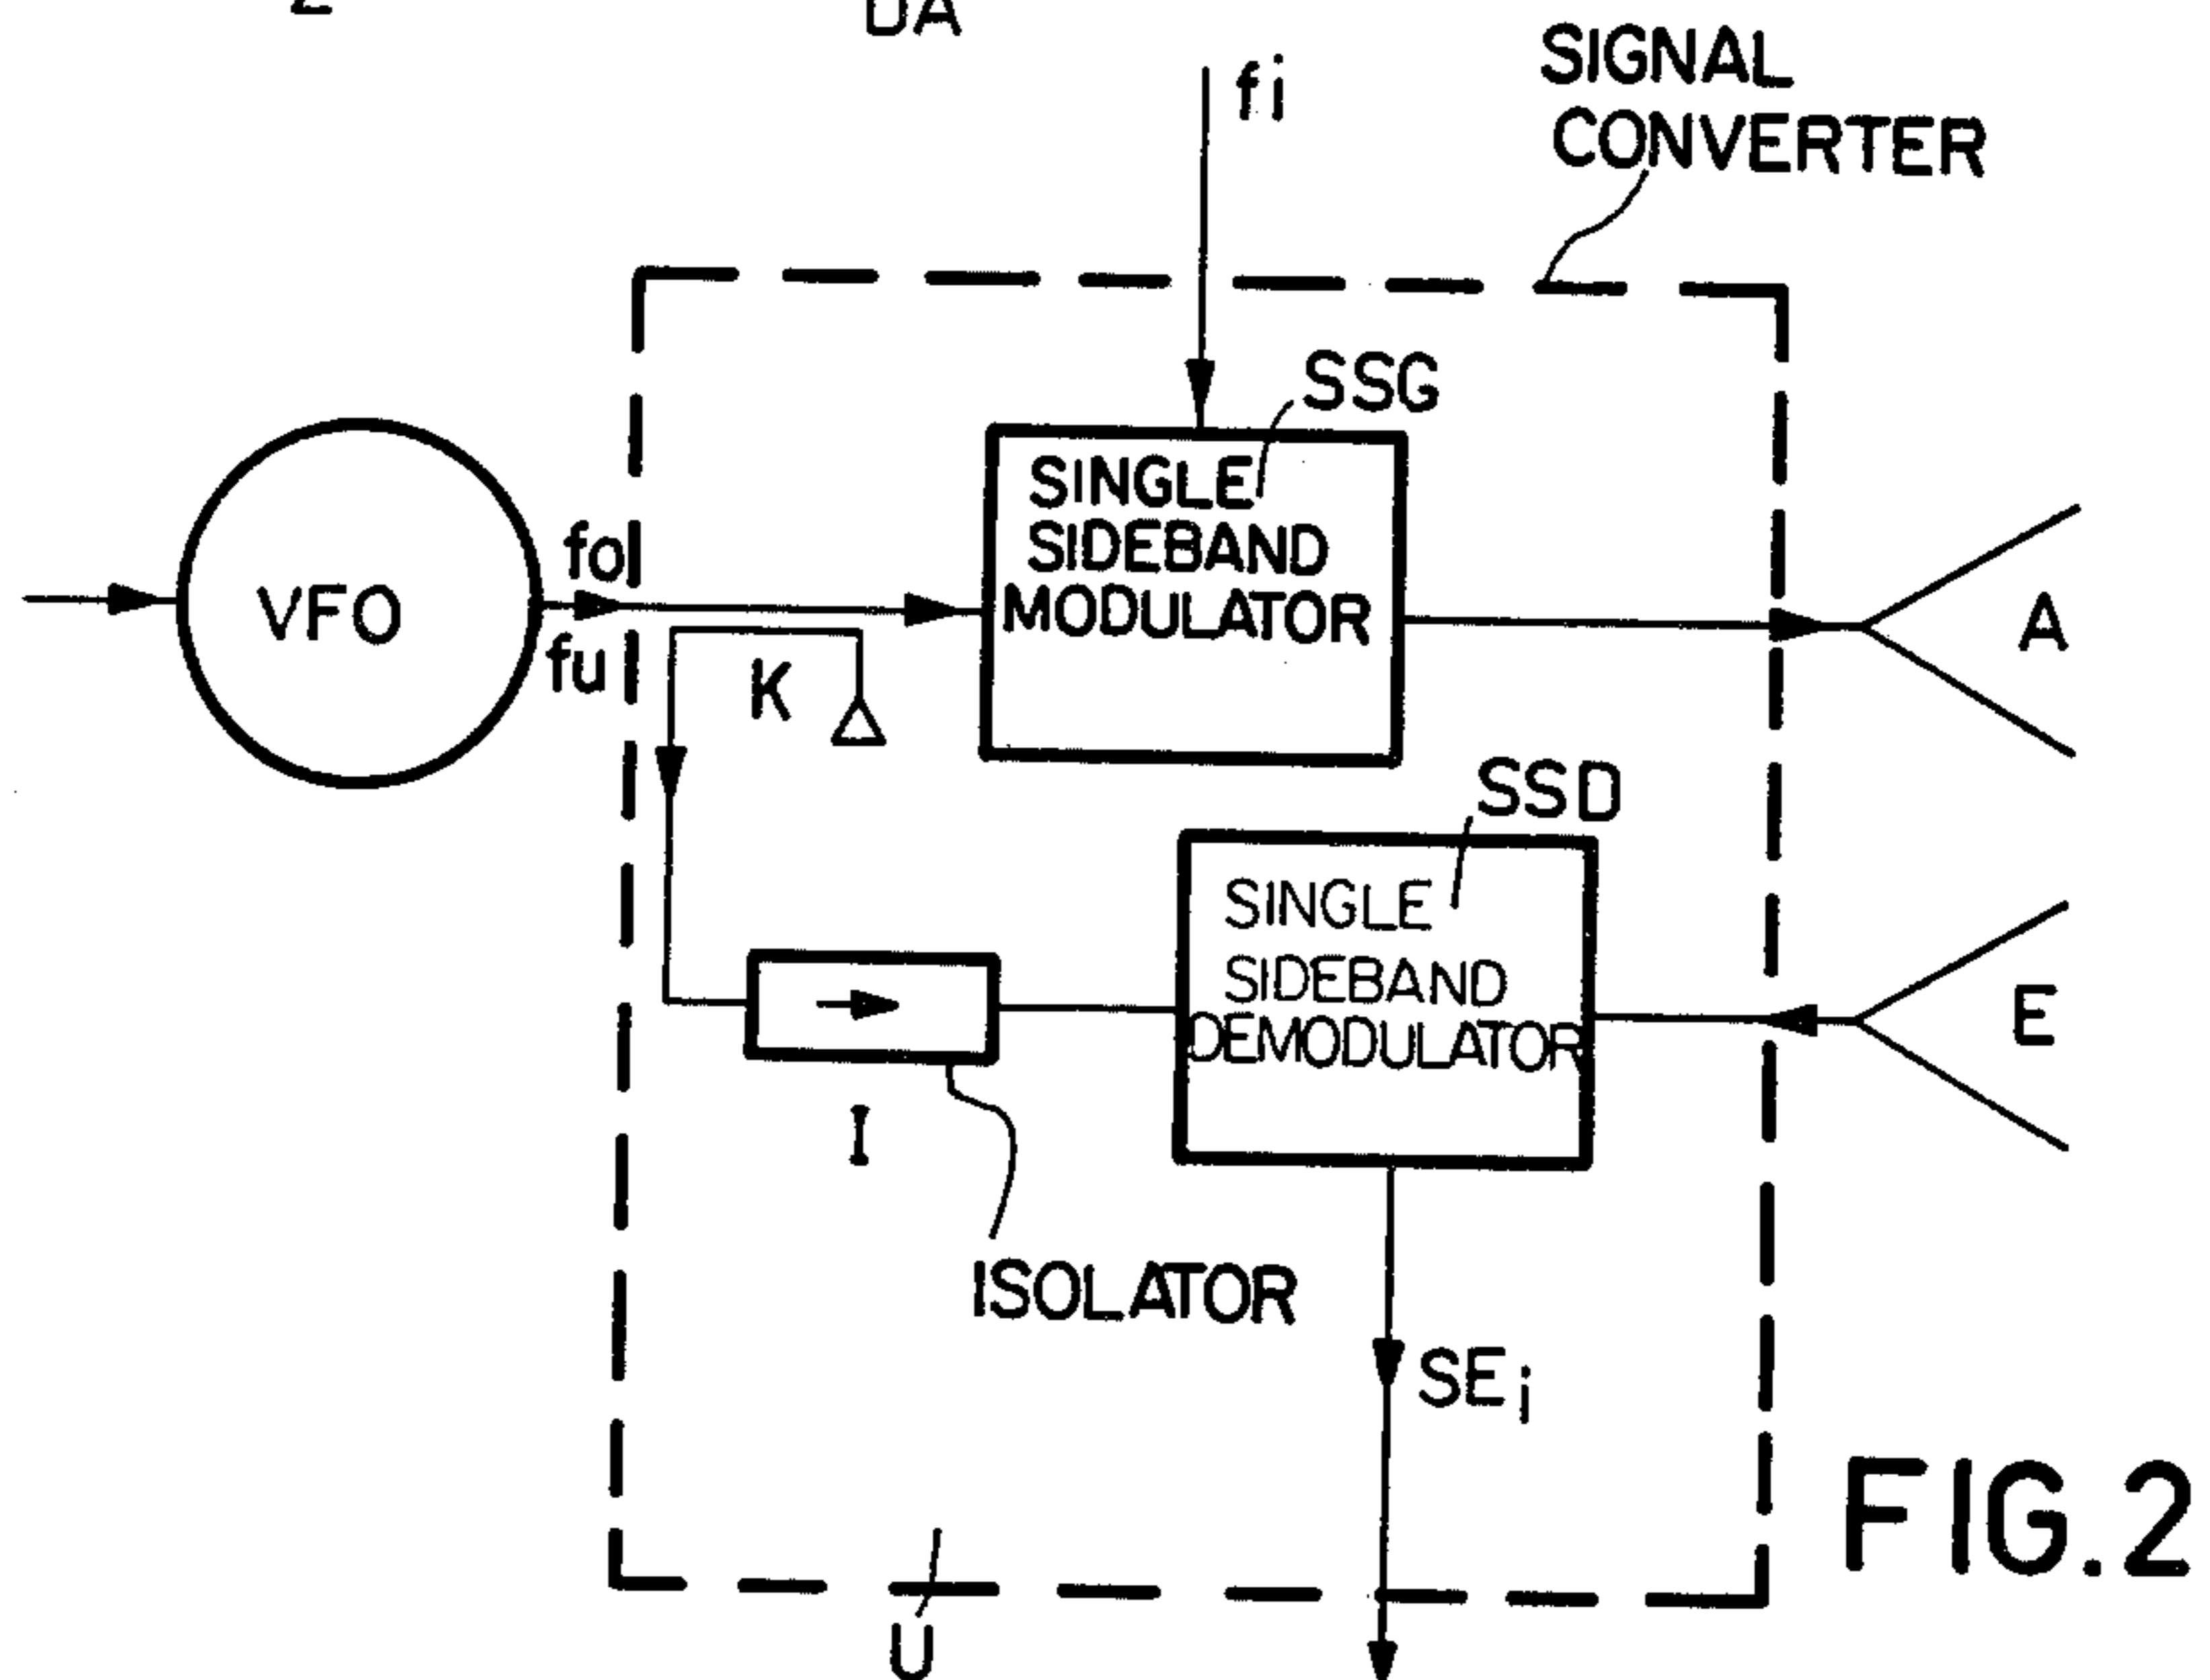 SIGNAL
CONVERTER
fi
SSG
SINGLE
SIDEBAND
MODULATOR
fo
VFO
fu
K
A
SSD
SINGLE
SIDEBAND
DEMODULATOR
E
I
ISOLATOR
SEi
FIG.2
U